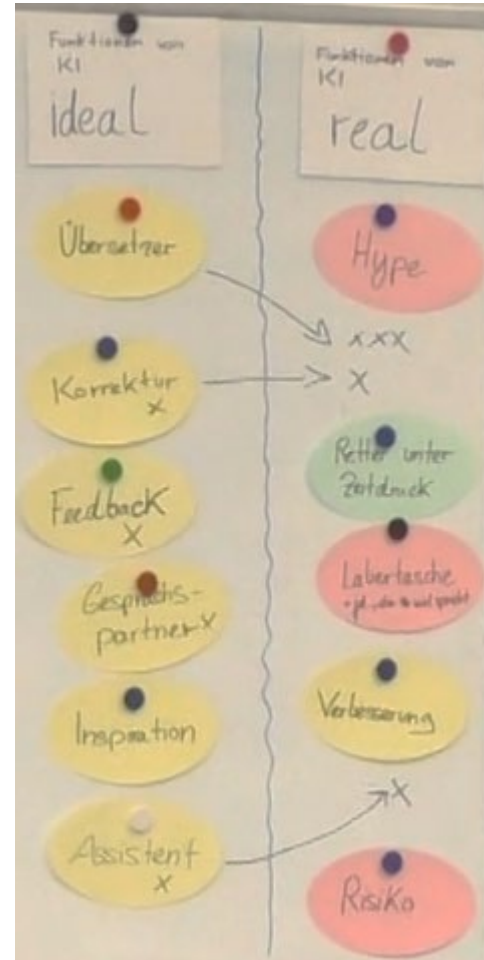 Funktionen von
KI
ideal
Übersetzer
Korrektur
x
Feedback
X
Gesprächs-
partner x
Inspiration
Assistent
x
Funktionen von
KI
real
Hype
xxx
X
Retter unter
Zeitdruck
Labertasche
Verbesserung
X
Risiko